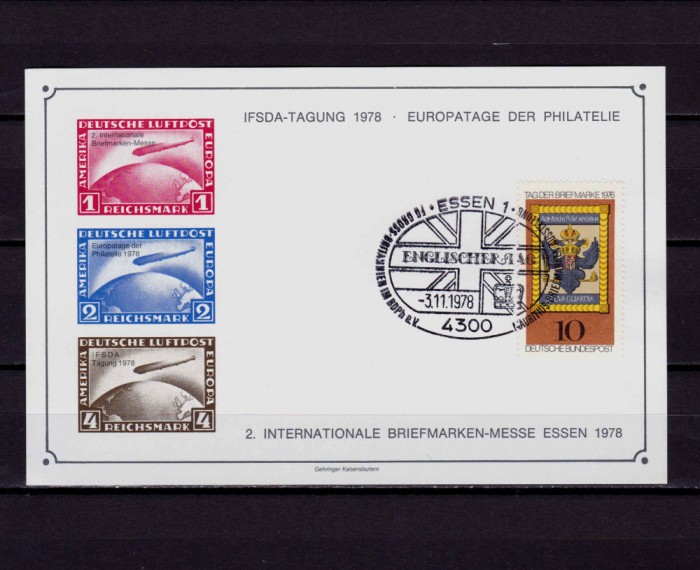 IFSDA-TAGUNG 1978 · EUROPATAGE DER PHILATELIE
DEUTSCHE LUFTPOST
AMERIKA
EUROPA
2. Internationale
Briefmarken-Messe
1 REICHSMARK 1
DEUTSCHE LUFTPOST
AMERIKA
EUROPA
Europatage der
Philatelie 1978
2 REICHSMARK 2
DEUTSCHE LUFTPOST
AMERIKA
EUROPA
IFSDA
Tagung 1978
4 REICHSMARK 4
ESSEN 1
ENGLISCHER TAG
-3.11.1978
4300
IM BDPh e.V.
TAG DER BRIEFMARKE 1976
10
DEUTSCHE BUNDESPOST
2. INTERNATIONALE BRIEFMARKEN-MESSE ESSEN 1978
Gehringer Kaiserslautern